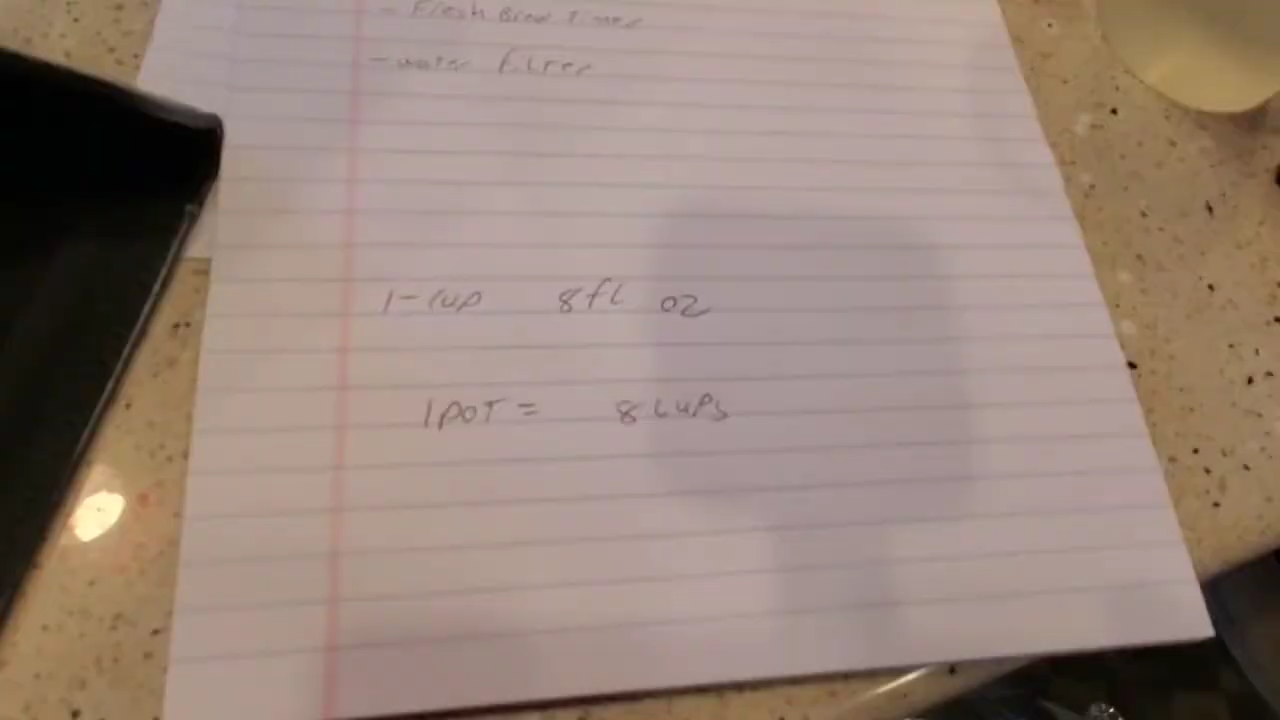 - Fresh Brew Timer
- water filter
1-cup 8fl oz
1 POT = 8 cups